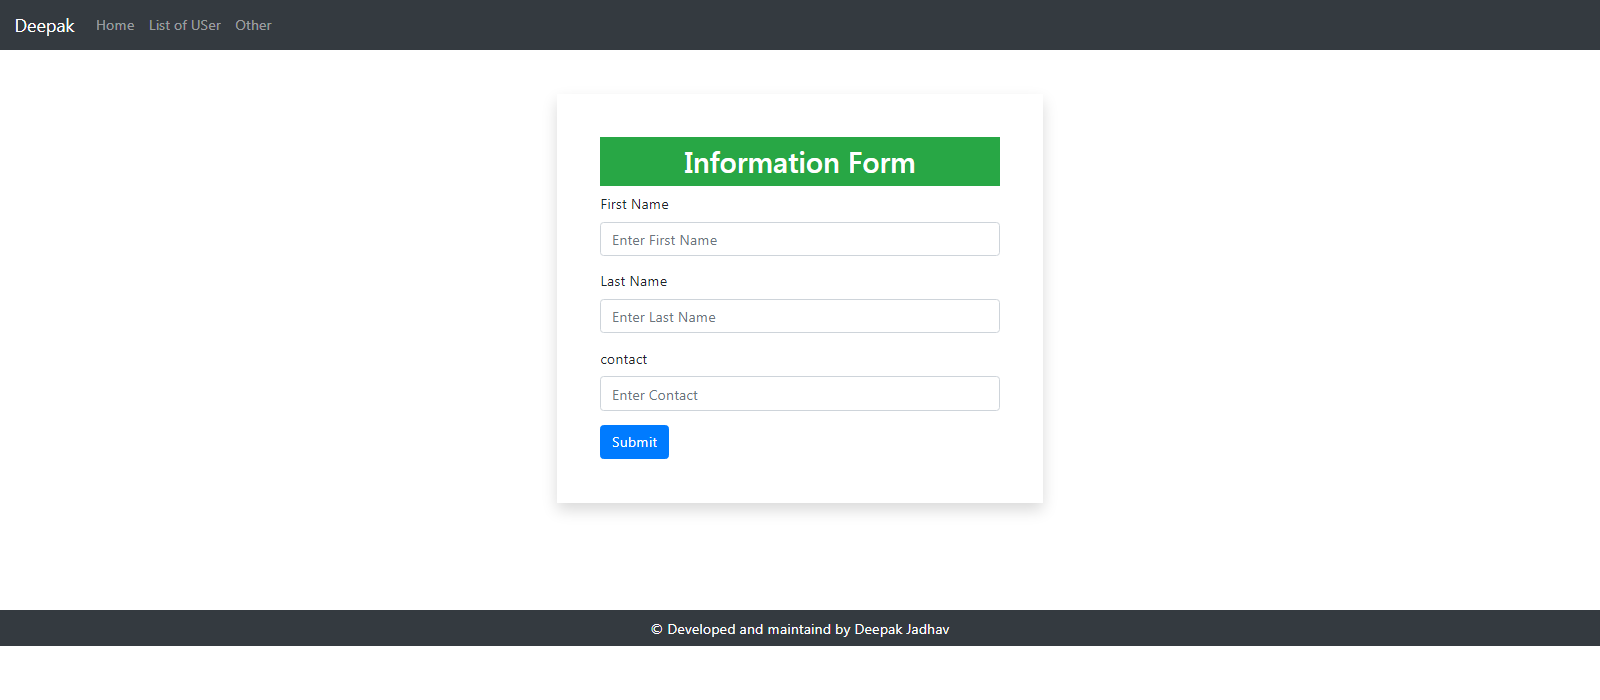 Deepak Home List of USer Other
Information Form
First Name
Enter First Name
Last Name
Enter Last Name
contact
Enter Contact
Submit
© Developed and maintaind by Deepak Jadhav